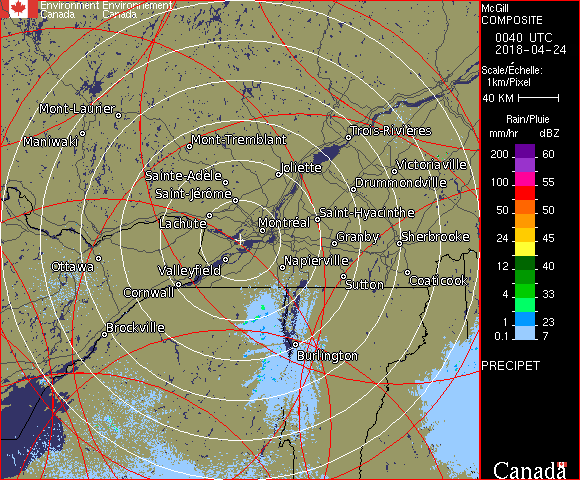 Environment Environnement
Canada Canada
McGill
COMPOSITE
0040 UTC
2018-04-24
Scale/Échelle:
1km/Pixel
40 KM
Rain/Pluie
mm/hr dBZ
200 60
100 55
50 50
24 45
12 40
4 33
1 23
0.1 7
PRECIPET
Canada
Mont-Laurier
Maniwaki
Mont-Tremblant
Trois-Rivières
Sainte-Adèle
Joliette
Victoriaville
Saint-Jérôme
Drummondville
Lachute
Montréal
Saint-Hyacinthe
Granby
Sherbrooke
Ottawa
Valleyfield
Napierville
Cornwall
Sutton
Coaticook
Brockville
Burlington